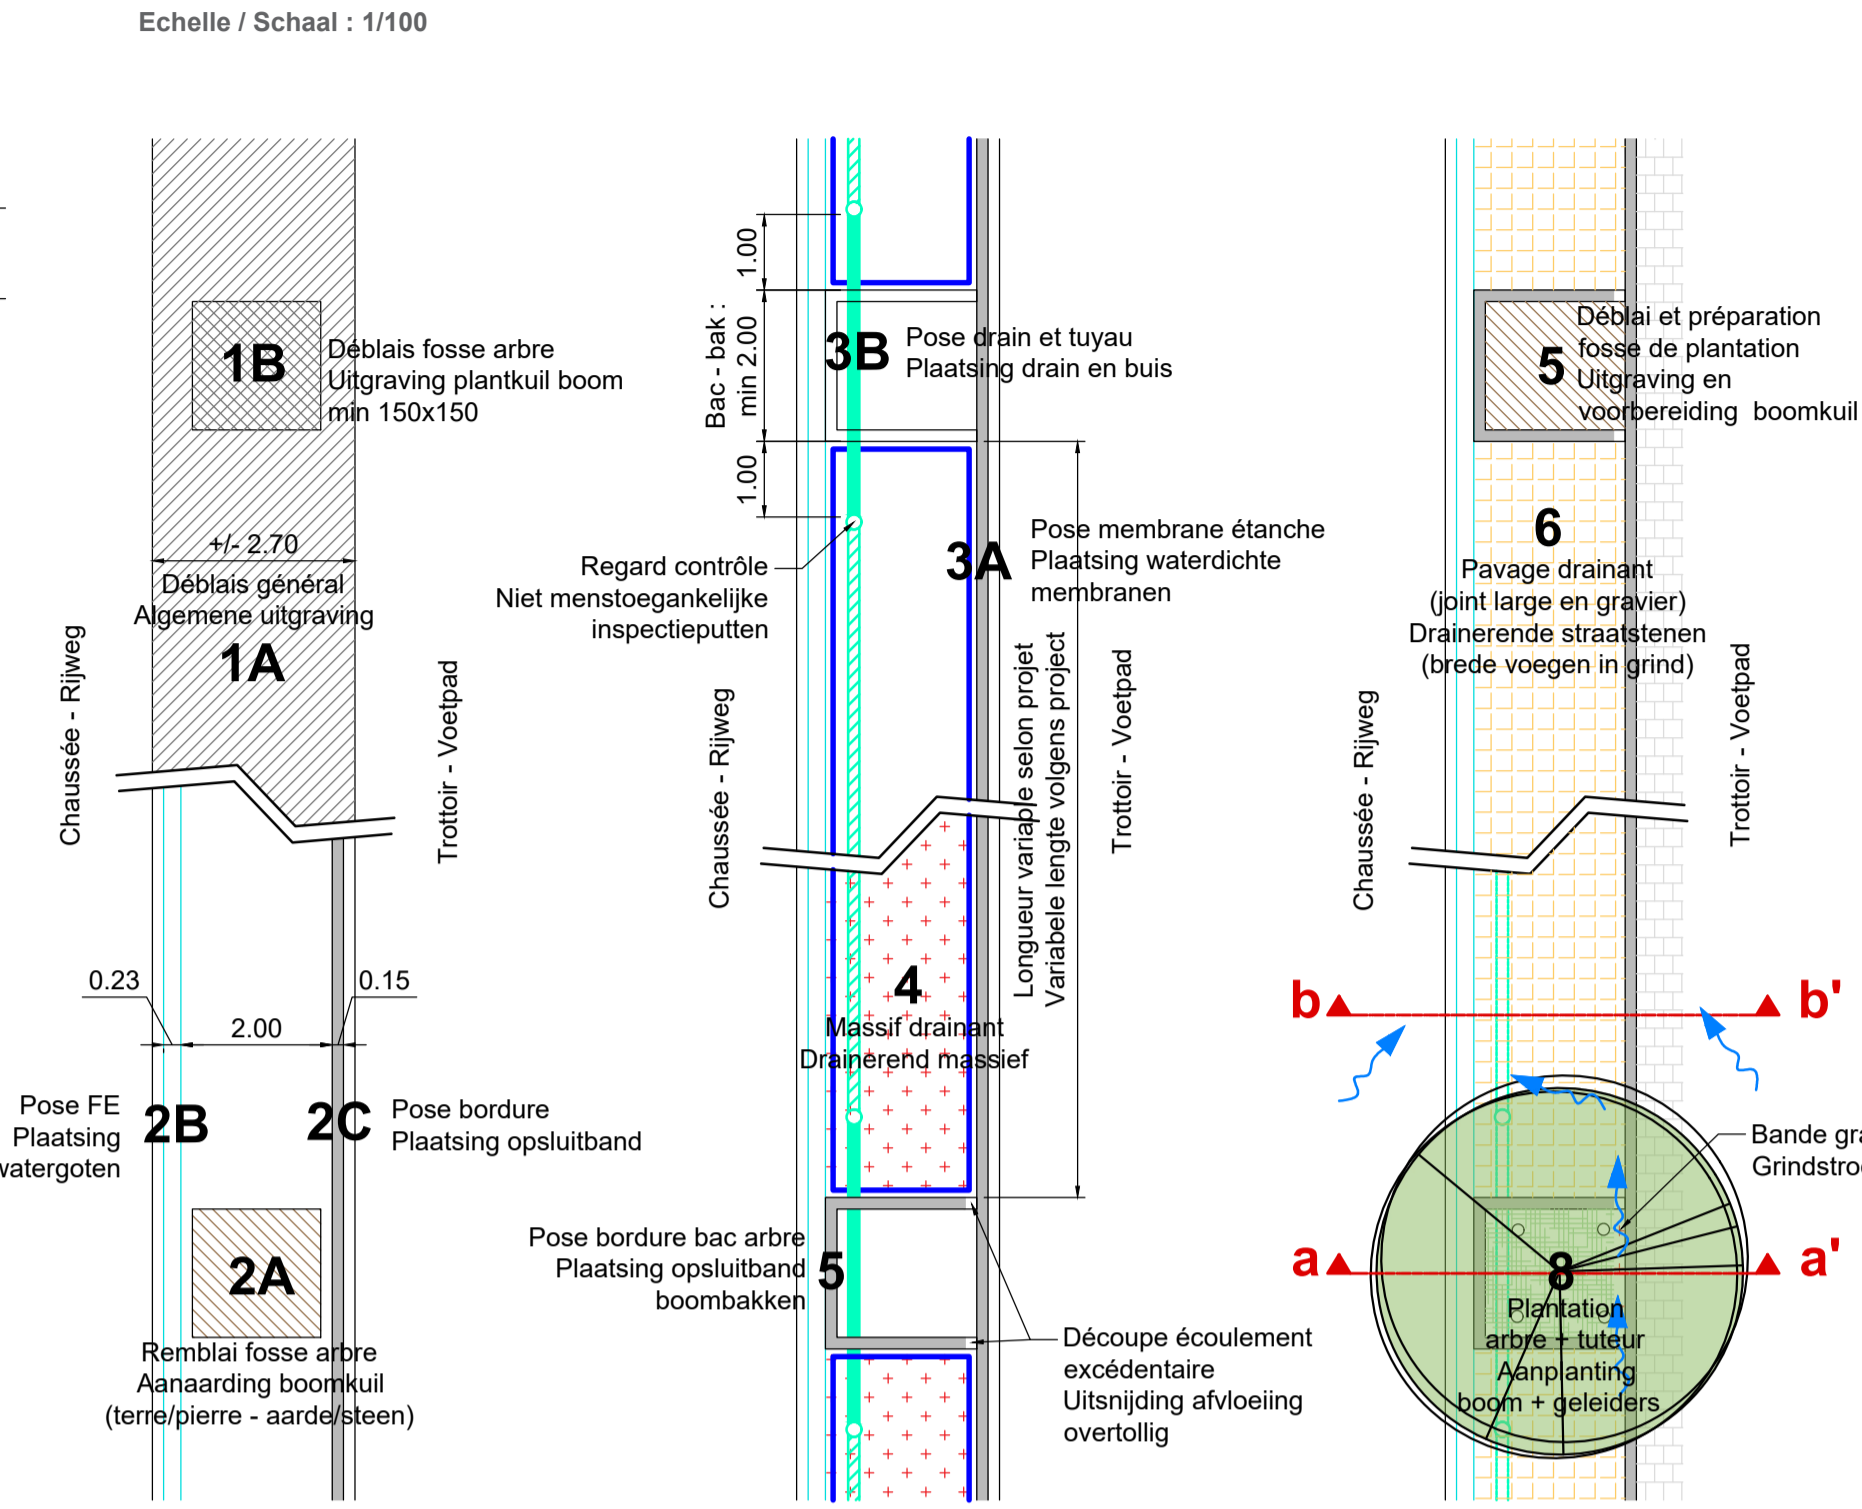 Echelle / Schaal : 1/100
1B
Déblais fosse arbre
Uitgraving plantkuil boom
min 150x150
+/- 2.70
Déblais général
Algemene uitgraving
1A
Chaussée - Rijweg
Trottoir - Voetpad
0.23
0.15
2.00
Pose FE
Plaatsing
watergoten
2B
2C
Pose bordure
Plaatsing opsluitband
2A
Remblai fosse arbre
Aanaarding boomkuil
(terre/pierre - aarde/steen)
1.00
Bac - bak :
min 2.00
1.00
3B
Pose drain et tuyau
Plaatsing drain en buis
Regard contrôle
Niet menstoegankelijke
inspectieputten
3A
Pose membrane étanche
Plaatsing waterdichte
membranen
Chaussée - Rijweg
Longueur variable selon projet
Variabele lengte volgens project
Trottoir - Voetpad
4
Massif drainant
Drainerend massief
Pose bordure bac arbre
Plaatsing opsluitband
boombakken
5
Découpe écoulement
excédentaire
Uitsnijding afvloeiing
overtollig
5
Déblai et préparation
fosse de plantation
Uitgraving en
voorbereiding boomkuil
6
Pavage drainant
(joint large en gravier)
Drainerende straatstenen
(brede voegen in grind)
Chaussée - Rijweg
Trottoir - Voetpad
b
b'
Bande gra
Grindstroo
a
a'
8
Plantation
arbre + tuteur
Aanplanting
boom + geleiders